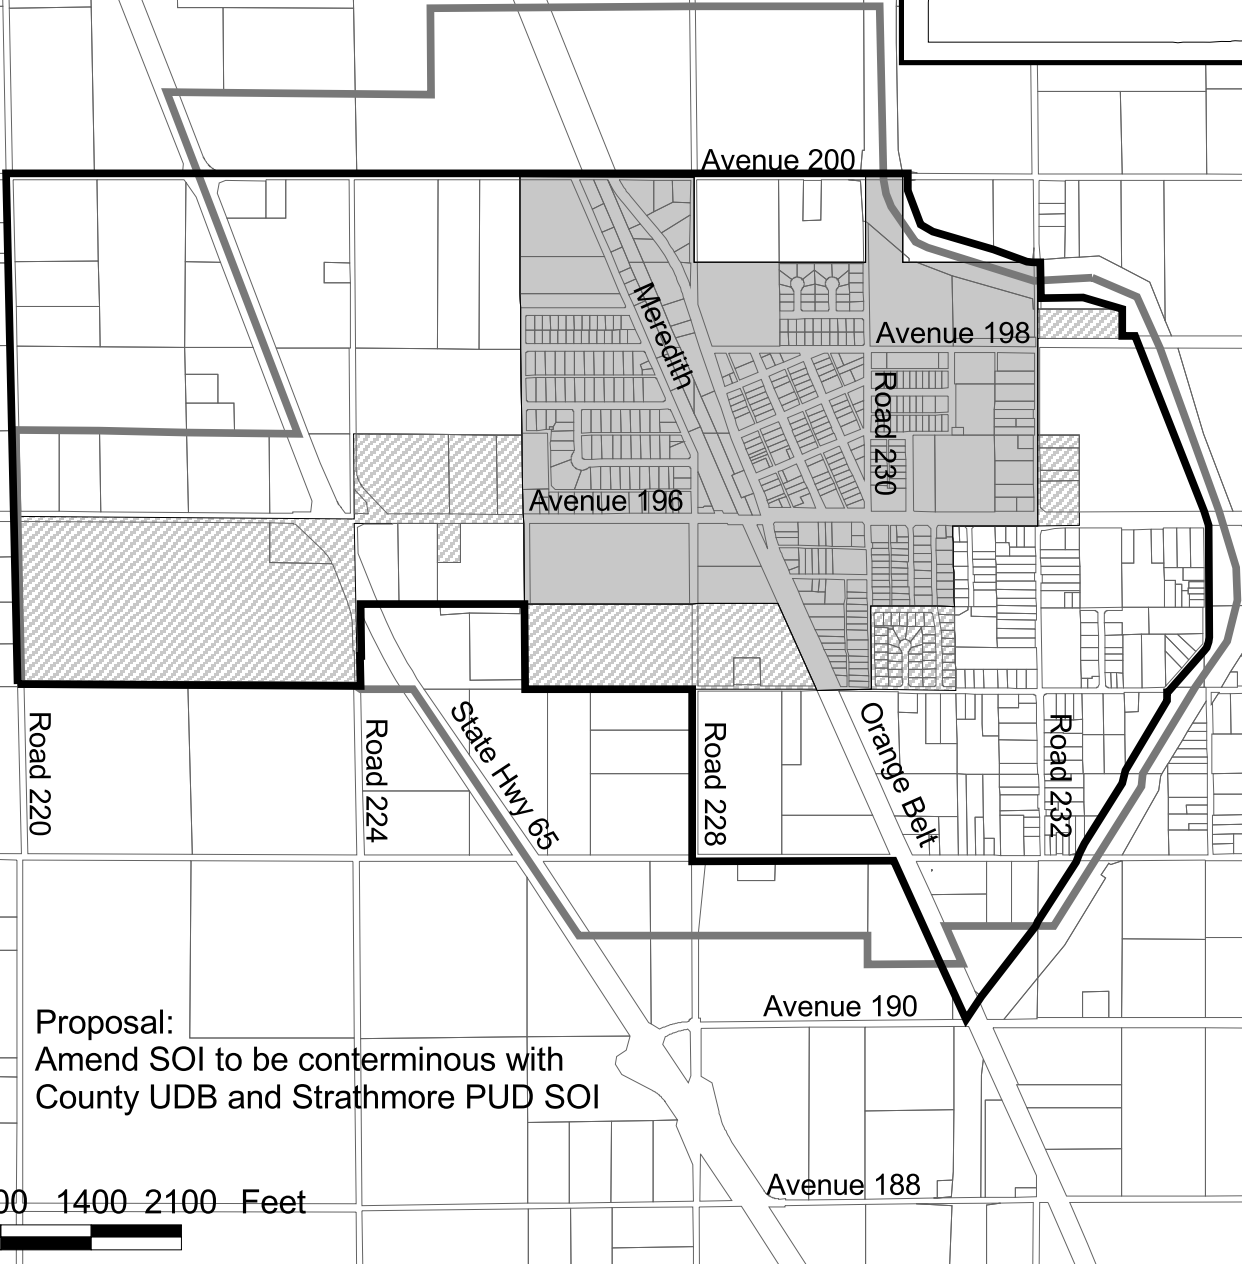 Avenue 200
Meredith
Avenue 198
Road 230
Avenue 196
Road 220
Road 224
State Hwy 65
Road 228
Orange Belt
Road 232
Avenue 190
Proposal:
Amend SOI to be conterminous with
County UDB and Strathmore PUD SOI
Avenue 188
1400 2100 Feet